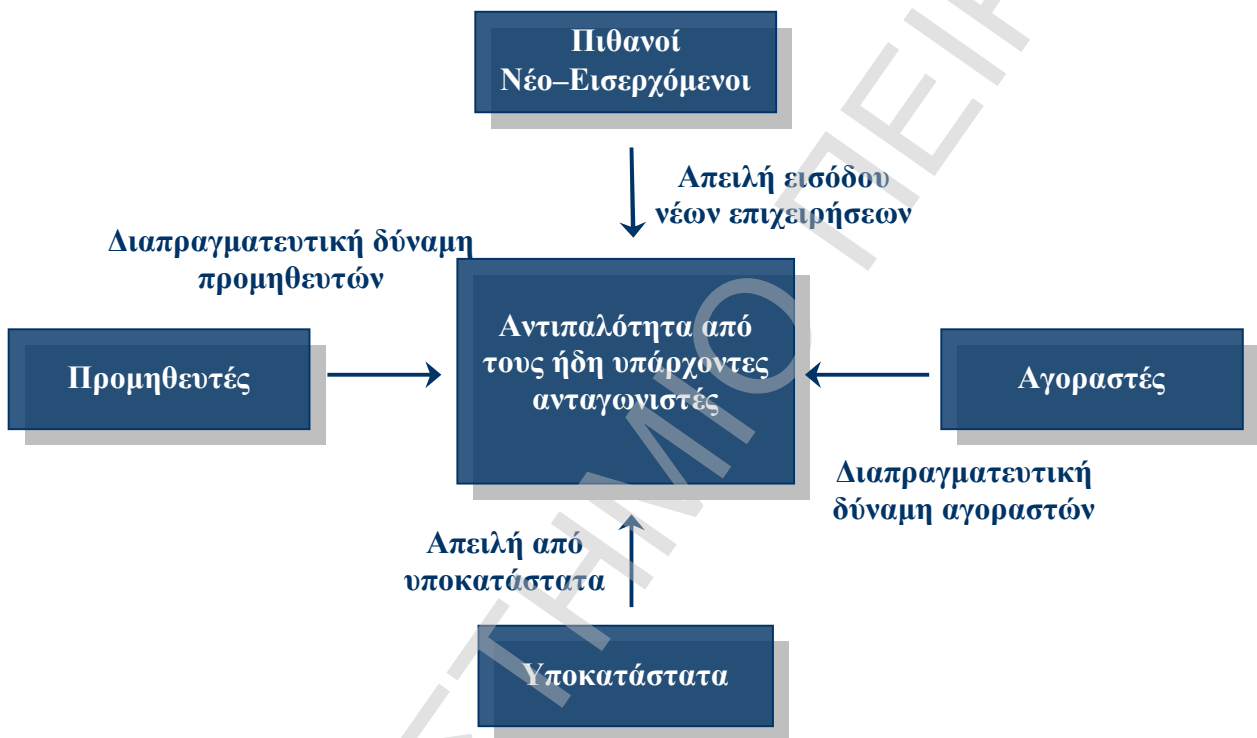 Πιθανοί
Νέο–Εισερχόμενοι
Απειλή εισόδου
νέων επιχειρήσεων
Διαπραγματευτική δύναμη
προμηθευτών
Προμηθευτές
Αντιπαλότητα από
τους ήδη υπάρχοντες
ανταγωνιστές
Αγοραστές
Διαπραγματευτική
δύναμη αγοραστών
Απειλή από
υποκατάστατα
Υποκατάστατα